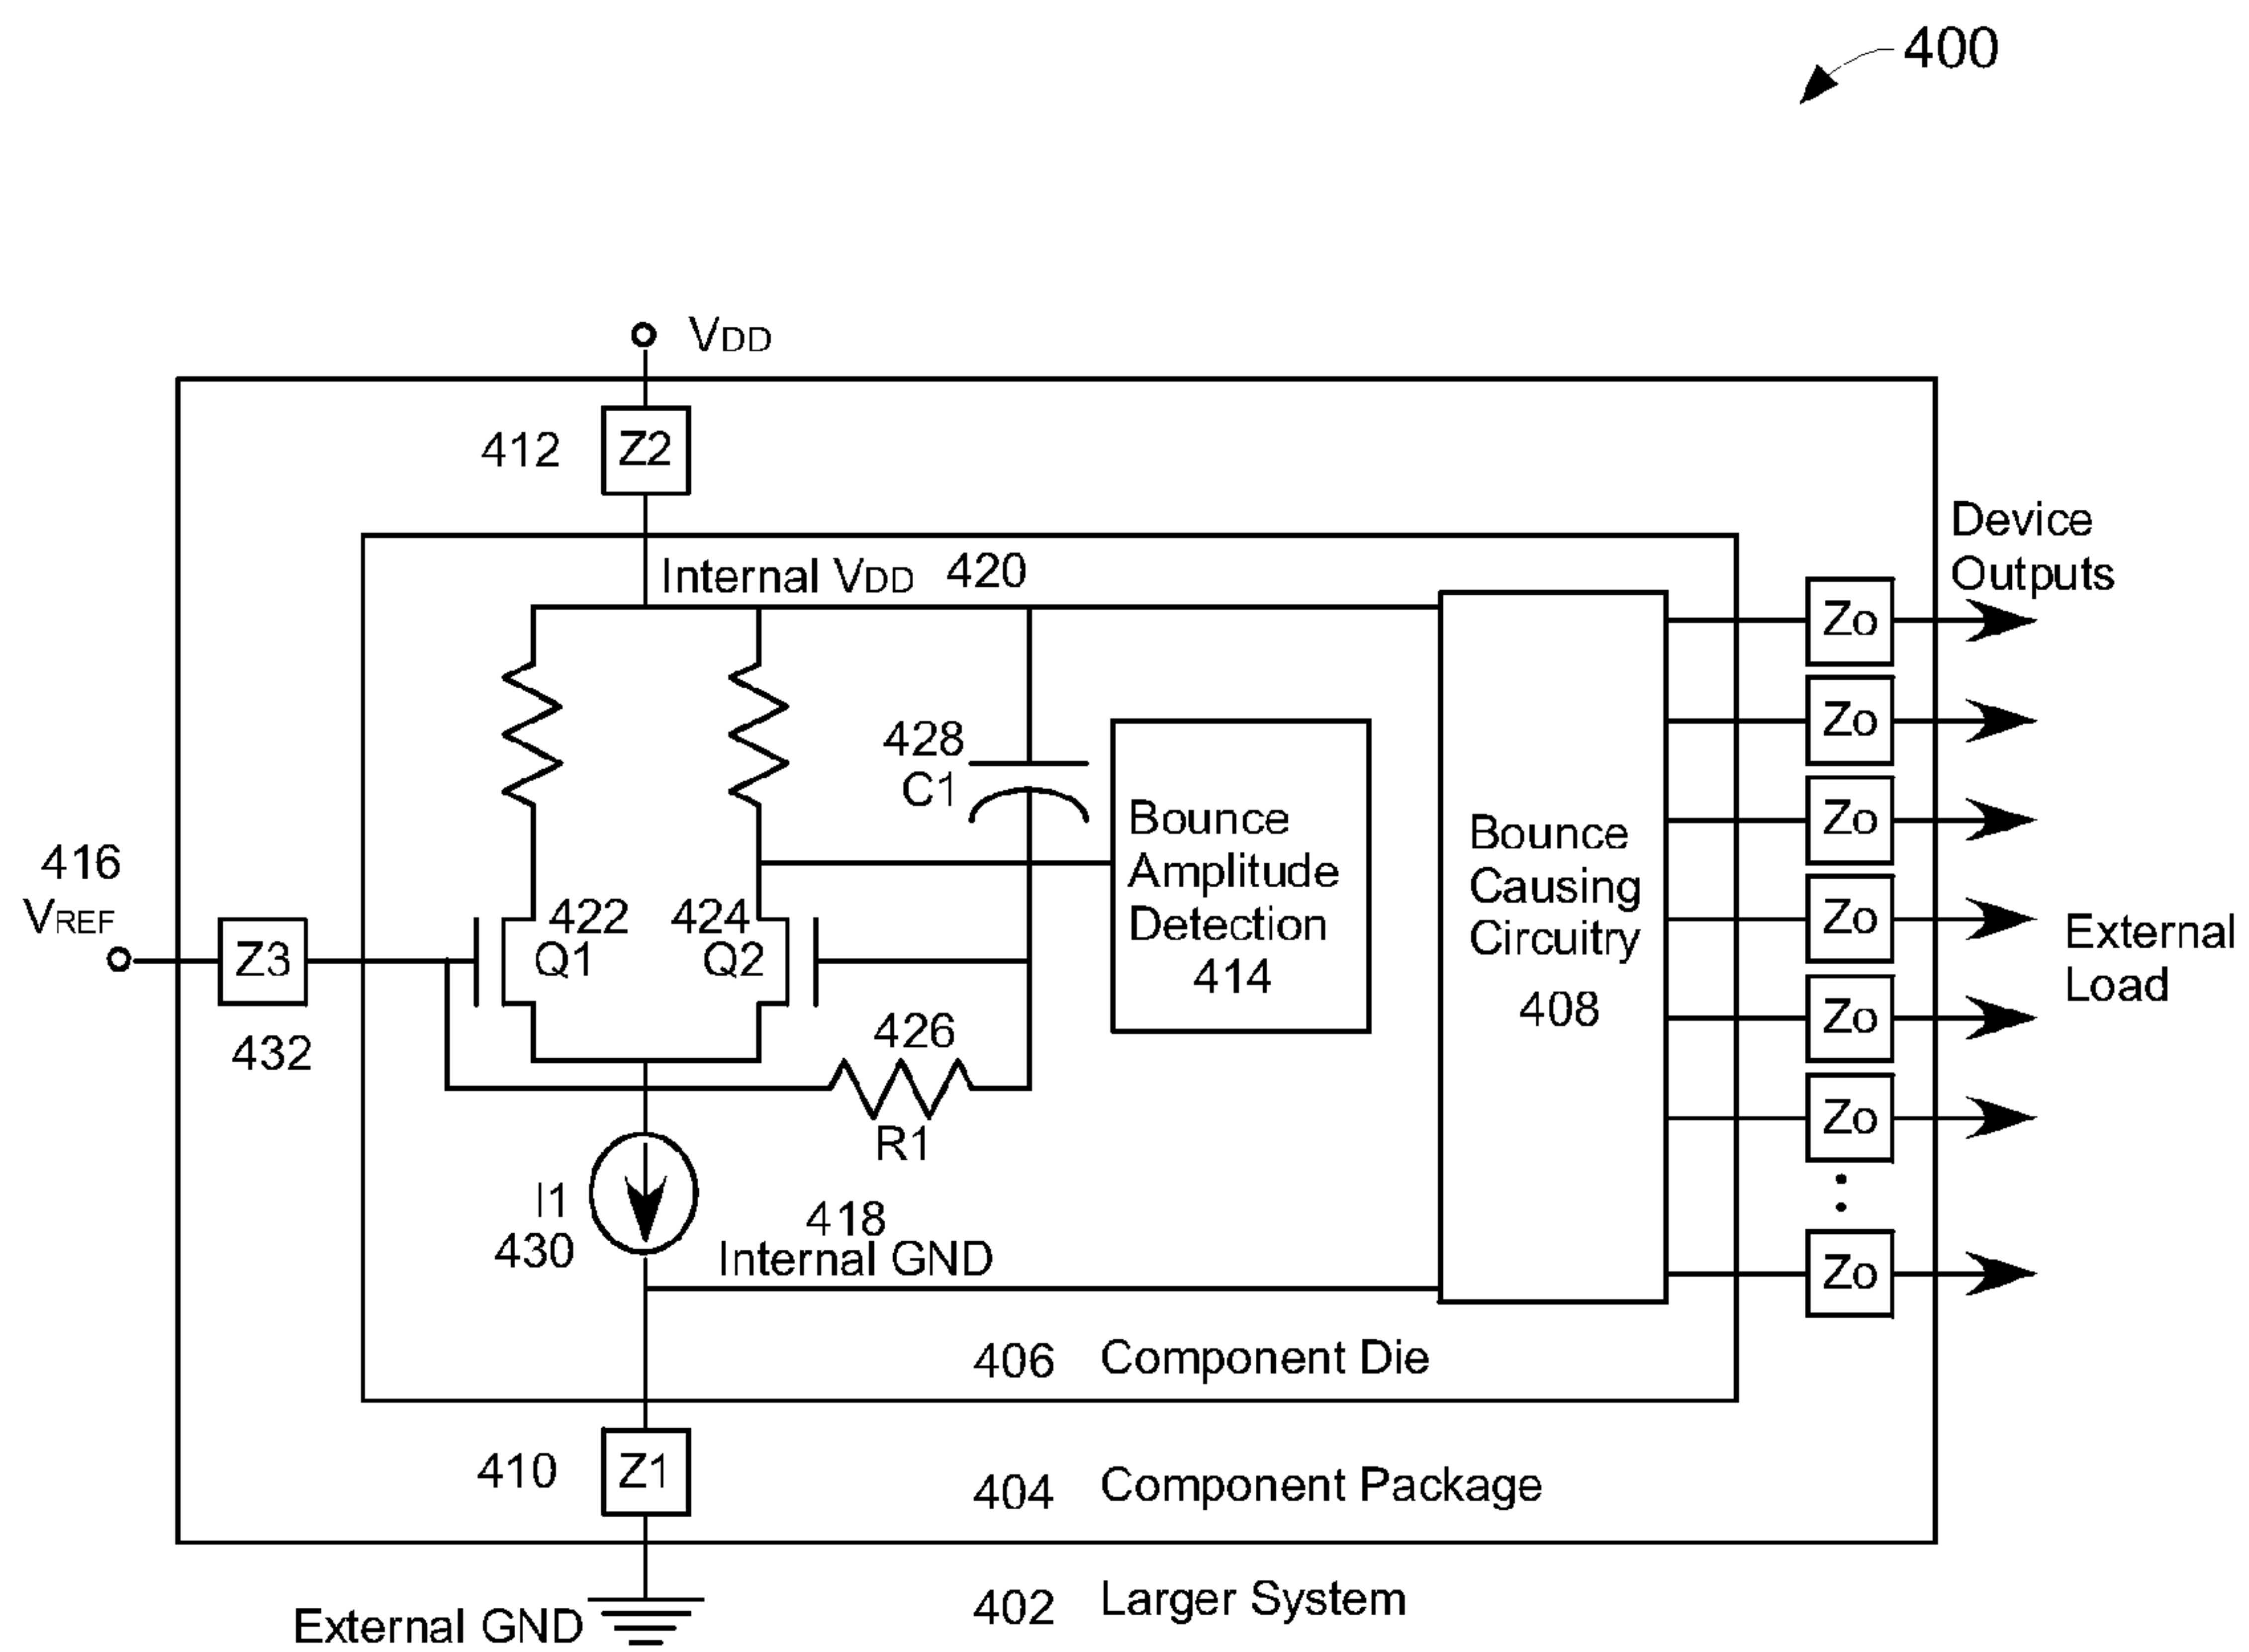 400
VDD
412
Z2
Device
Outputs
Internal VDD 420
Zo
Zo
428
C1
Bounce
Amplitude
Detection
414
Bounce
Causing
Circuitry
408
Zo
416
VREF
Z3
432
422
Q1
424
Q2
Zo
External
Load
426
R1
Zo
Zo
I1
430
418
Internal GND
Zo
406 Component Die
410
Z1
404 Component Package
402 Larger System
External GND